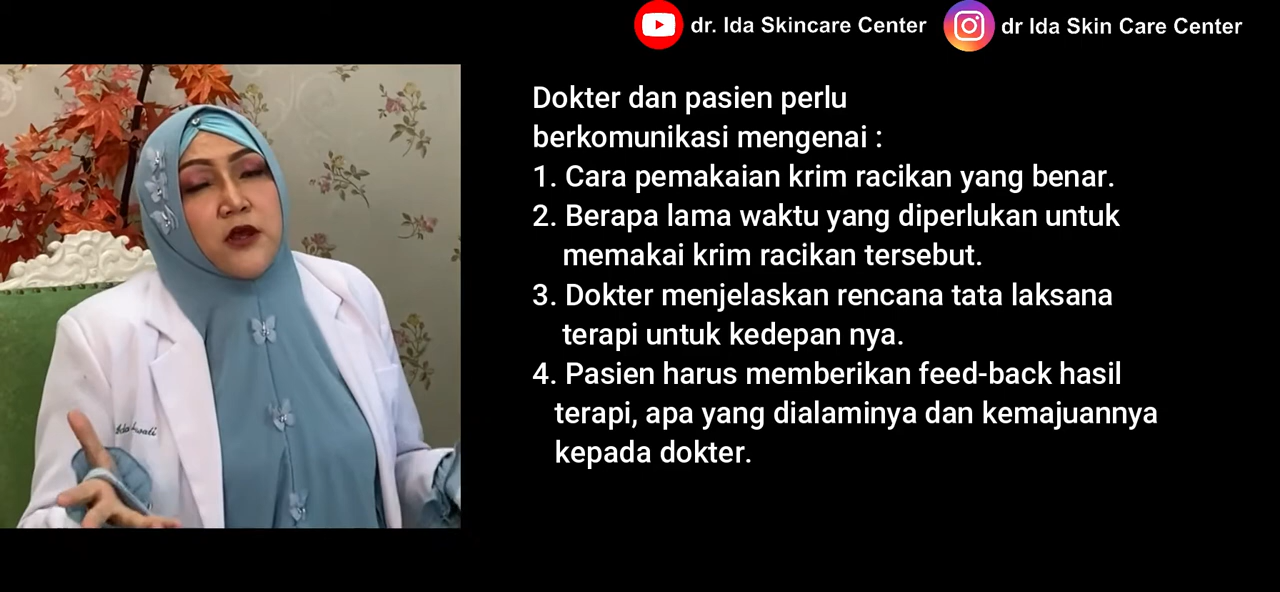 dr. Ida Skincare Center
dr Ida Skin Care Center
Dokter dan pasien perlu
berkomunikasi mengenai :
1. Cara pemakaian krim racikan yang benar.
2. Berapa lama waktu yang diperlukan untuk
memakai krim racikan tersebut.
3. Dokter menjelaskan rencana tata laksana
terapi untuk kedepan nya.
4. Pasien harus memberikan feed-back hasil
terapi, apa yang dialaminya dan kemajuannya
kepada dokter.